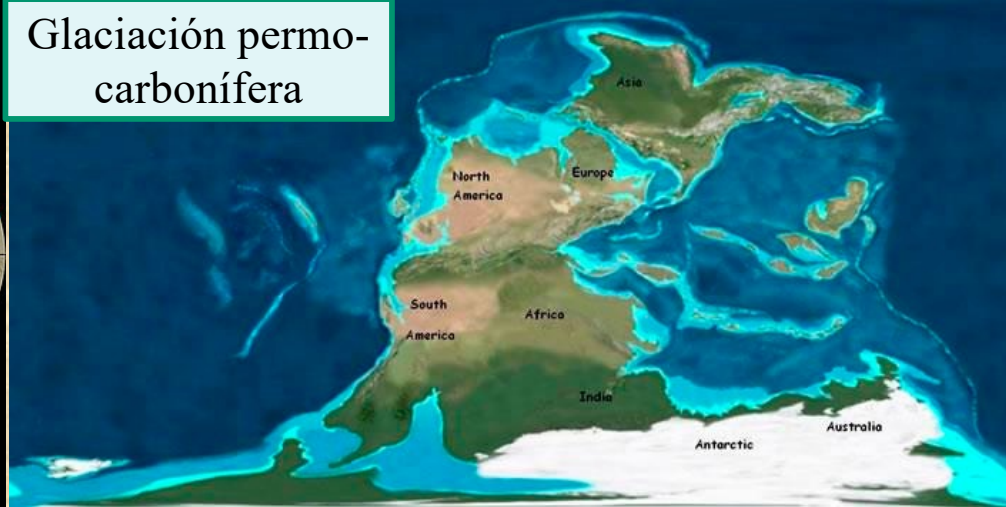 Glaciación permo-
carbonífera
Asia
North
America
Europe
South
America
Africa
India
Antarctic
Australia